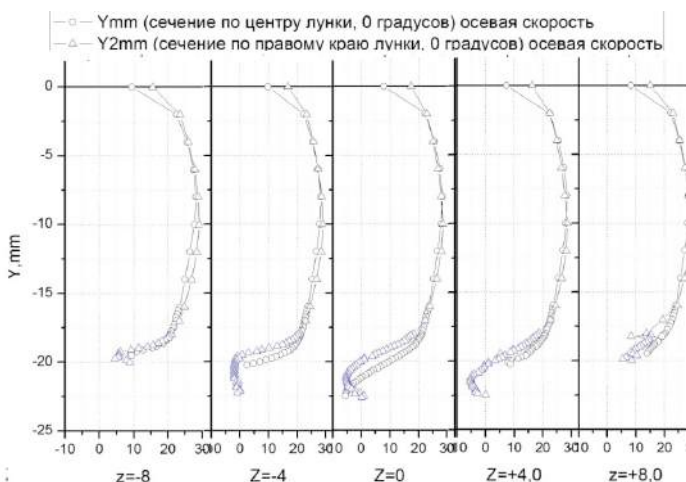 Ymm (сечение по центру лунки, 0 градусов) осевая скорость
Y2mm (сечение по правому краю лунки, 0 градусов) осевая скорость
0
-5
-10
-15
-20
-25
Y,mm
-10 0 10 20 30 0 10 20 30 0 10 20 30 0 10 20 30 0 10 20 30
z=-8 Z=-4 Z=0 Z=+4,0 z=+8,0